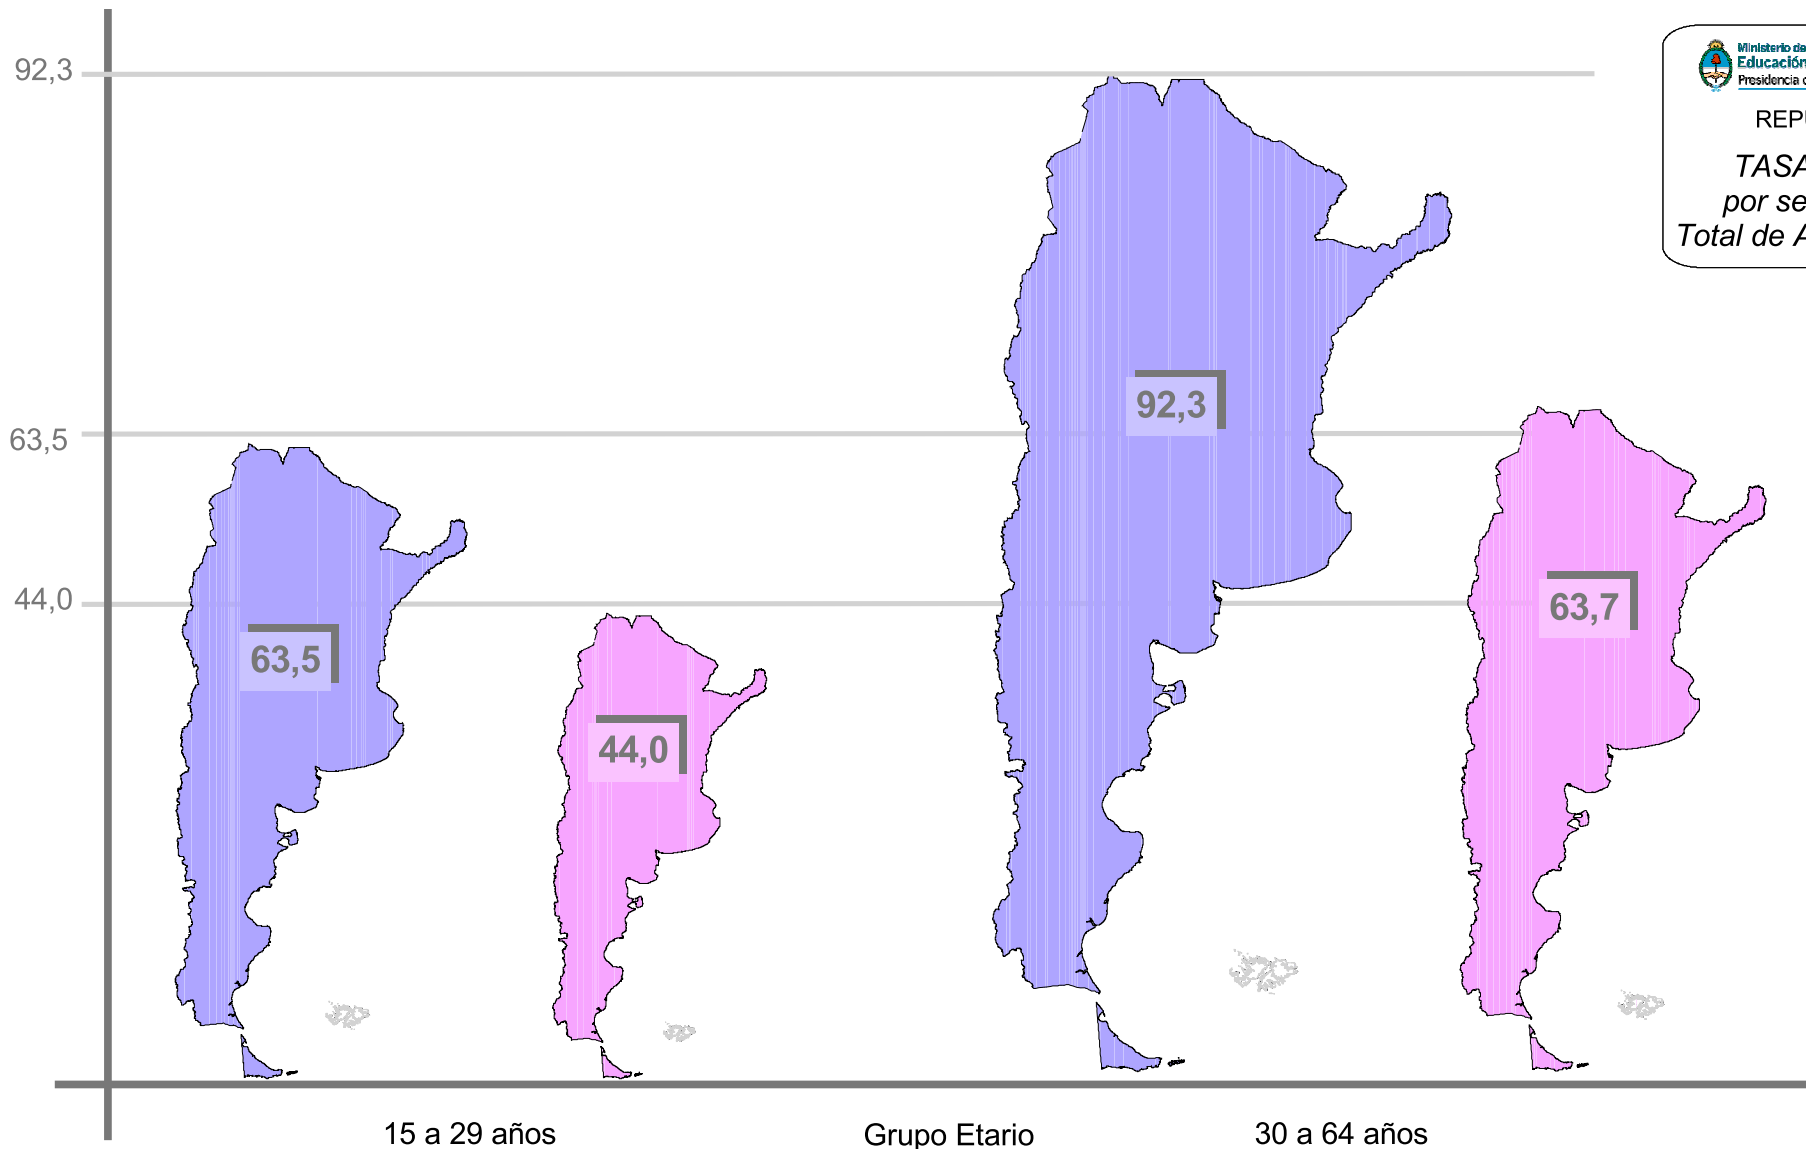 92,3
63,5
44,0
63,5
44,0
92,3
63,7
15 a 29 años
Grupo Etario
30 a 64 años
Ministerio de
Educación
Presidencia
REP
TASA
por se
Total de A